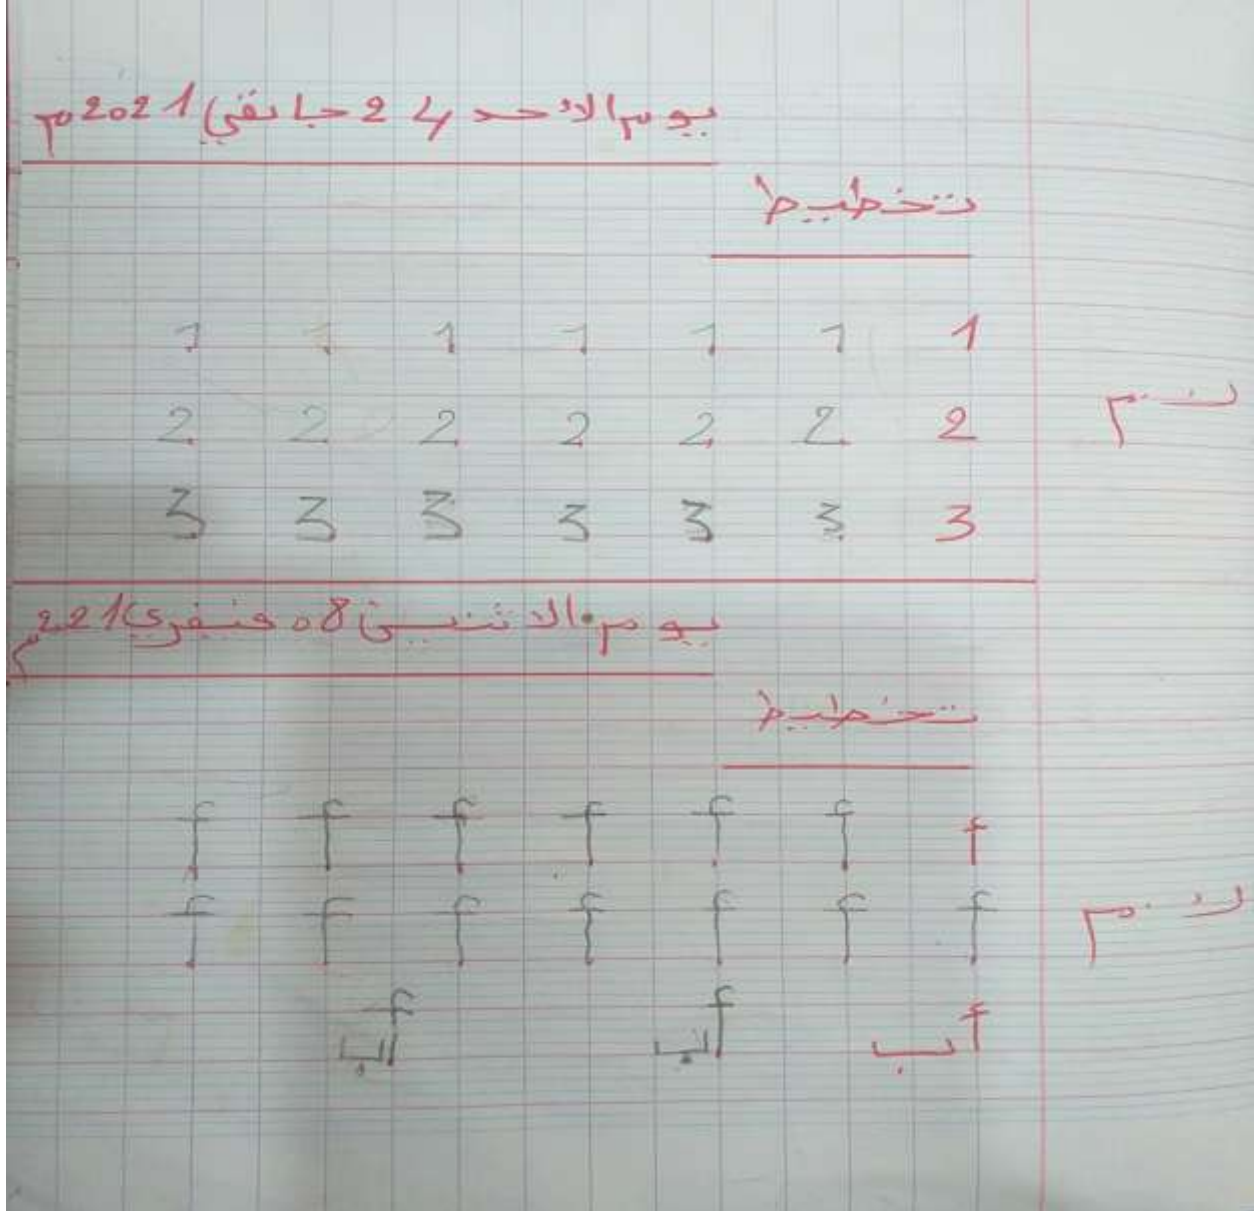 يوم الأحد 24 جانفي 2021م
تخطيط
1 1 1 1 1 1 1
2 2 2 2 2 2 2
3 3 3 3 3 3 3
يوم الاثنين 08 فيفري 221م
تخطيط
أ أ أ أ أ أ أ
أ أ أ أ أ أ أ
أب أب أب